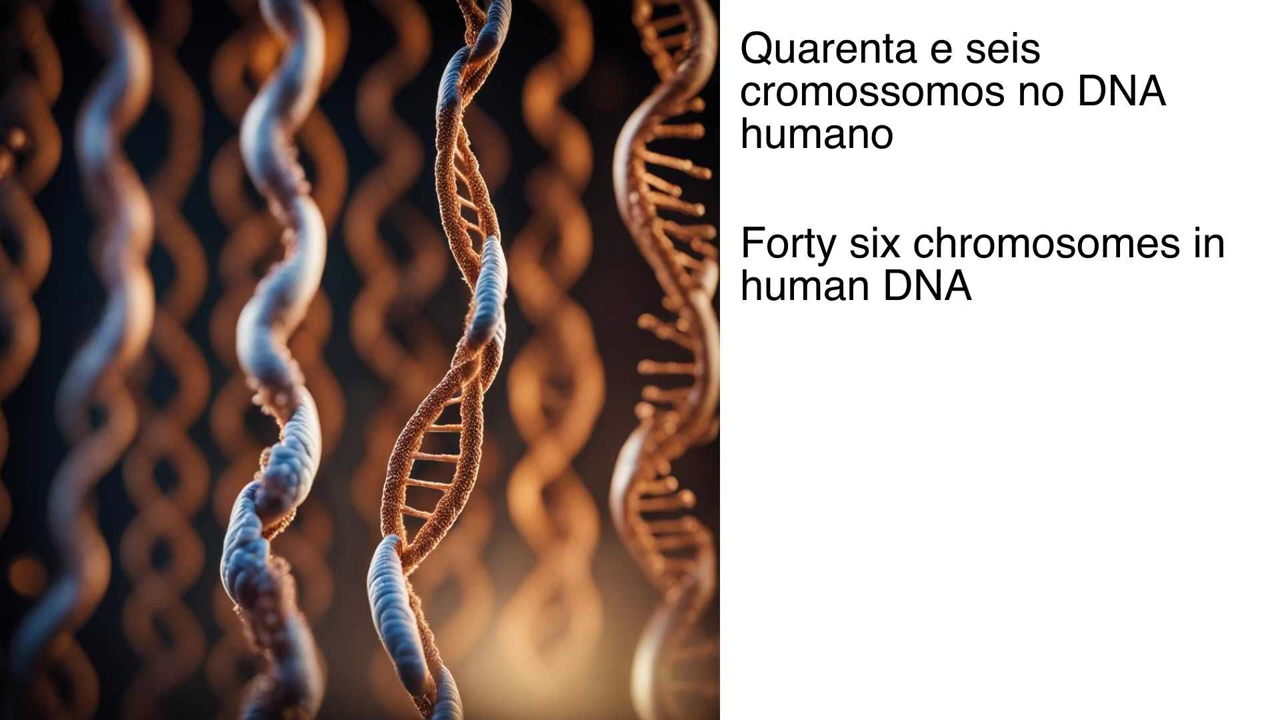 Quarenta e seis
cromossomos no DNA
humano
Forty six chromosomes in
human DNA